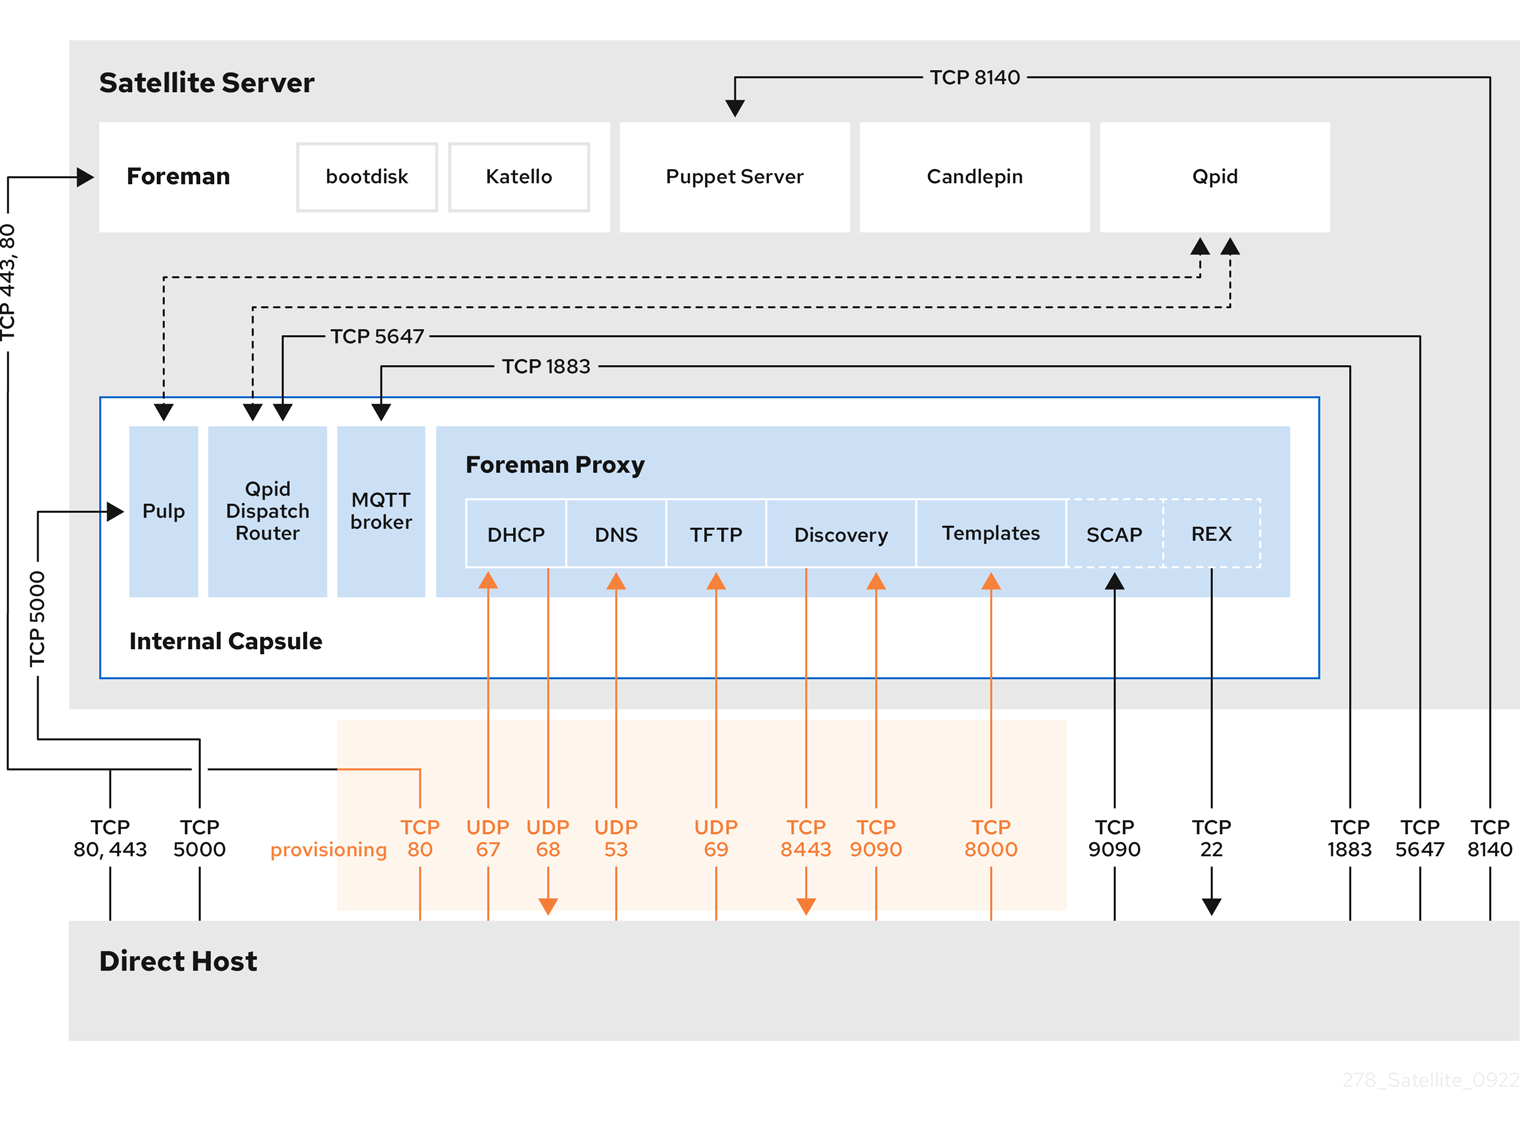 Satellite Server
TCP 8140
Foreman
bootdisk
Katello
Puppet Server
Candlepin
Qpid
TCP 443, 80
TCP 5647
TCP 1883
Pulp
Qpid
Dispatch
Router
MQTT
broker
Foreman Proxy
DHCP
DNS
TFTP
Discovery
Templates
SCAP
REX
Internal Capsule
TCP 5000
TCP
80, 443
TCP
5000
provisioning
TCP
80
UDP
67
UDP
68
UDP
53
UDP
69
TCP
8443
TCP
9090
TCP
8000
TCP
9090
TCP
22
TCP
1883
TCP
5647
TCP
8140
Direct Host
278_Satellite_0922